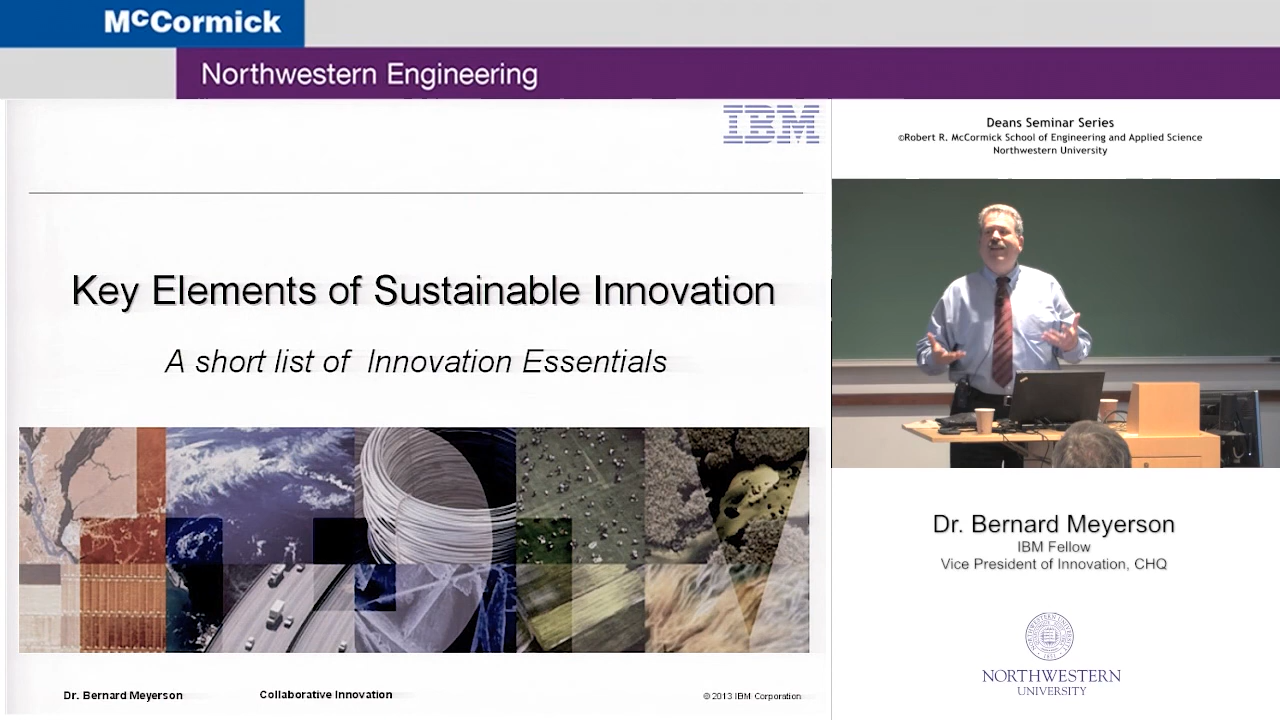 McCormick
Northwestern Engineering
IBM
Key Elements of Sustainable Innovation
A short list of Innovation Essentials
Dr. Bernard Meyerson
Collaborative Innovation
© 2013 IBM Corporation
Deans Seminar Series
©Robert R. McCormick School of Engineering and Applied Science
Northwestern University
Dr. Bernard Meyerson
IBM Fellow
Vice President of Innovation, CHQ
NORTHWESTERN
UNIVERSITY